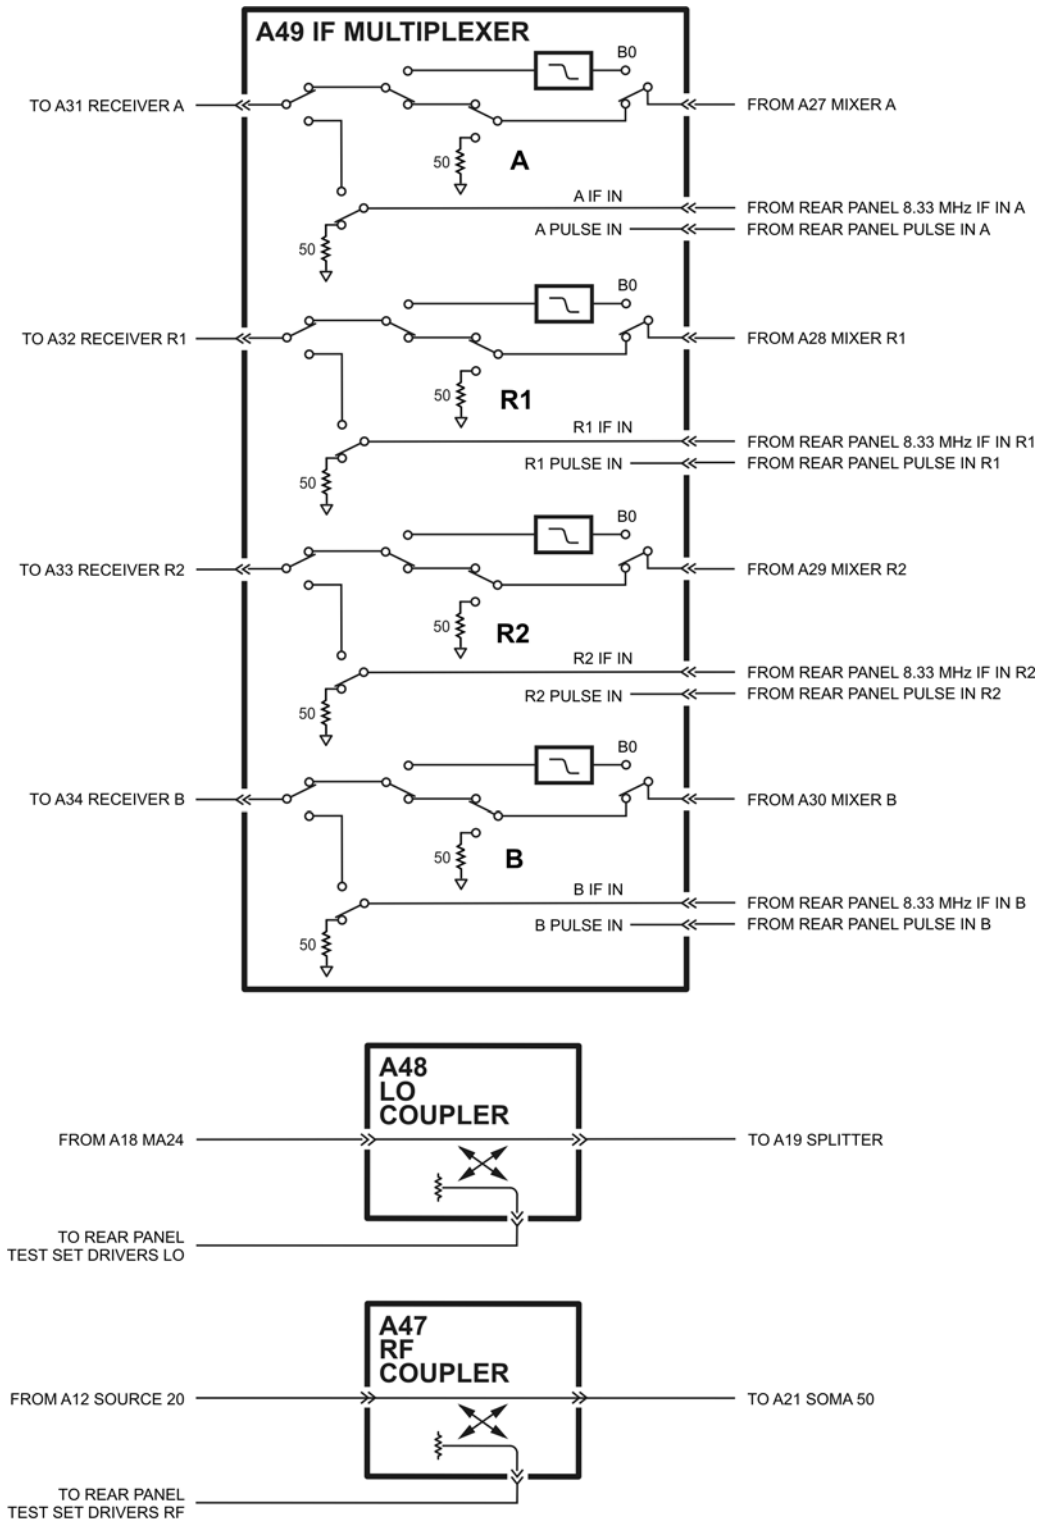 A49 IF MULTIPLEXER
B0
TO A31 RECEIVER A
FROM A27 MIXER A
50
A
A IF IN
FROM REAR PANEL 8.33 MHz IF IN A
A PULSE IN
FROM REAR PANEL PULSE IN A
50
B0
TO A32 RECEIVER R1
FROM A28 MIXER R1
50
R1
R1 IF IN
FROM REAR PANEL 8.33 MHz IF IN R1
R1 PULSE IN
FROM REAR PANEL PULSE IN R1
50
B0
TO A33 RECEIVER R2
FROM A29 MIXER R2
50
R2
R2 IF IN
FROM REAR PANEL 8.33 MHz IF IN R2
R2 PULSE IN
FROM REAR PANEL PULSE IN R2
50
B0
TO A34 RECEIVER B
FROM A30 MIXER B
50
B
B IF IN
FROM REAR PANEL 8.33 MHz IF IN B
B PULSE IN
FROM REAR PANEL PULSE IN B
50
A48
LO
COUPLER
FROM A18 MA24
TO A19 SPLITTER
TO REAR PANEL
TEST SET DRIVERS LO
A47
RF
COUPLER
FROM A12 SOURCE 20
TO A21 SOMA 50
TO REAR PANEL
TEST SET DRIVERS RF